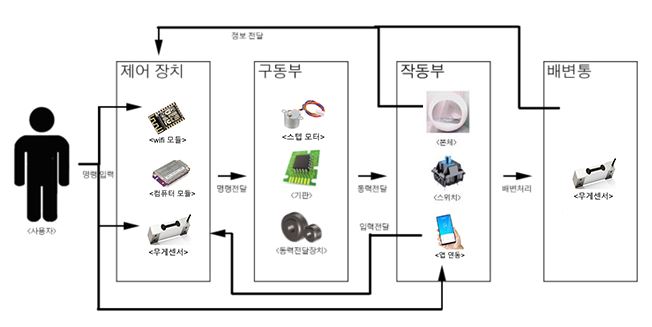 정보 전달
제어 장치
구동부
작동부
배변통
<wifi 모듈>
<스텝 모터>
<본체>
명령 입력
<컴퓨터 모듈>
명령전달
<기판>
동력전달
<스위치>
배변처리
<무게센서>
<사용자>
<무게센서>
<동력전달장치>
입력전달
<앱 연동>